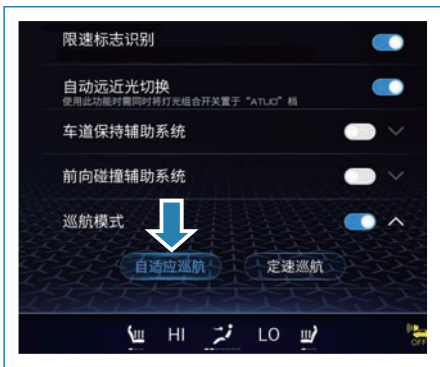 限速标志识别
自动远近光切换
使用此功能时需同时将灯光组合开关置于“ATUO”档
车道保持辅助系统
前向碰撞辅助系统
巡航模式
自适应巡航 定速巡航
HI LO
OFF